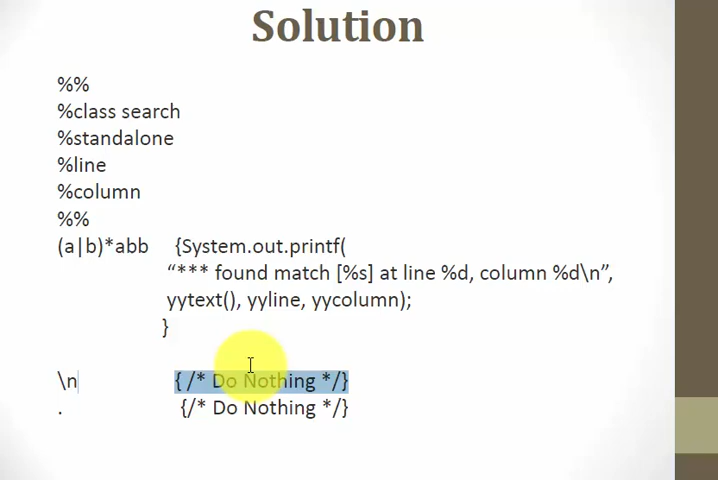 Solution
%%
%class search
%standalone
%line
%column
%%
(a|b)*abb {System.out.printf(
“*** found match [%s] at line %d, column %d\n”,
yytext(), yyline, yycolumn);
}
\n { /* Do Nothing */}
. {/* Do Nothing */}